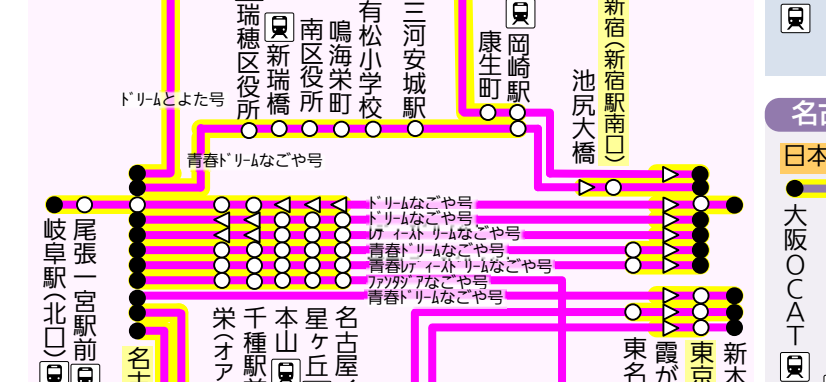 瑞穂区役所
新瑞橋
南区役所
鳴海栄町
有松小学校
三河安城駅
康生町
岡崎駅
池尻大橋
新宿(新宿駅南口)
ドリームとよた号
青春ドリームなごや号
ドリームなごや号
ドリームなごや号
レディースドリームなごや号
青春ドリームなごや号
青春レディースドリームなごや号
ファンタジアなごや号
青春ドリームなごや号
岐阜駅(北口)
尾張一宮駅前
名古
栄(オア
千種駅前
本山
星ヶ丘
名古屋
東名
霞が
東京
新木
名古
日本
大阪OCAT